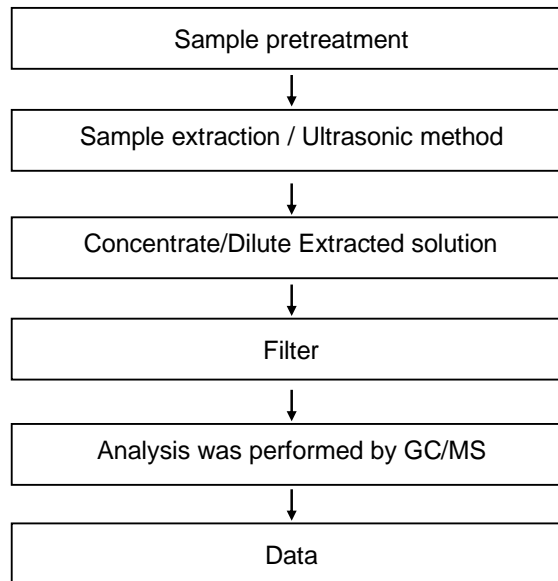 Sample pretreatment
Sample extraction / Ultrasonic method
Concentrate/Dilute Extracted solution
Filter
Analysis was performed by GC/MS
Data